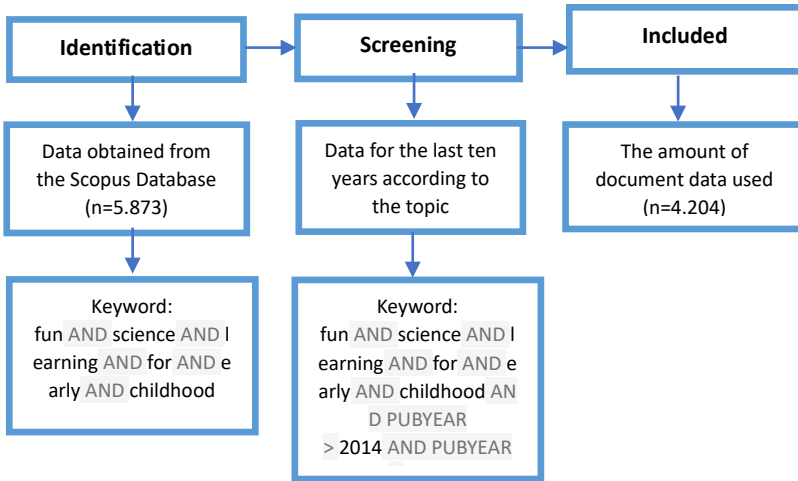 Identification
Screening
Included
Data obtained from
the Scopus Database
(n=5.873)
Data for the last ten
years according to
the topic
The amount of
document data used
(n=4.204)
Keyword:
fun AND science AND l
earning AND for AND e
arly AND childhood
Keyword:
fun AND science AND l
earning AND for AND e
arly AND childhood AN
D PUBYEAR
> 2014 AND PUBYEAR